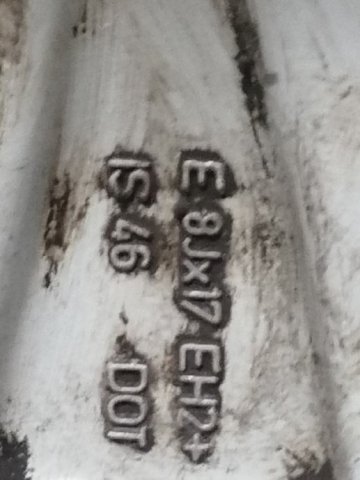 E 8Jx17 EH2+
IS 46 DOT